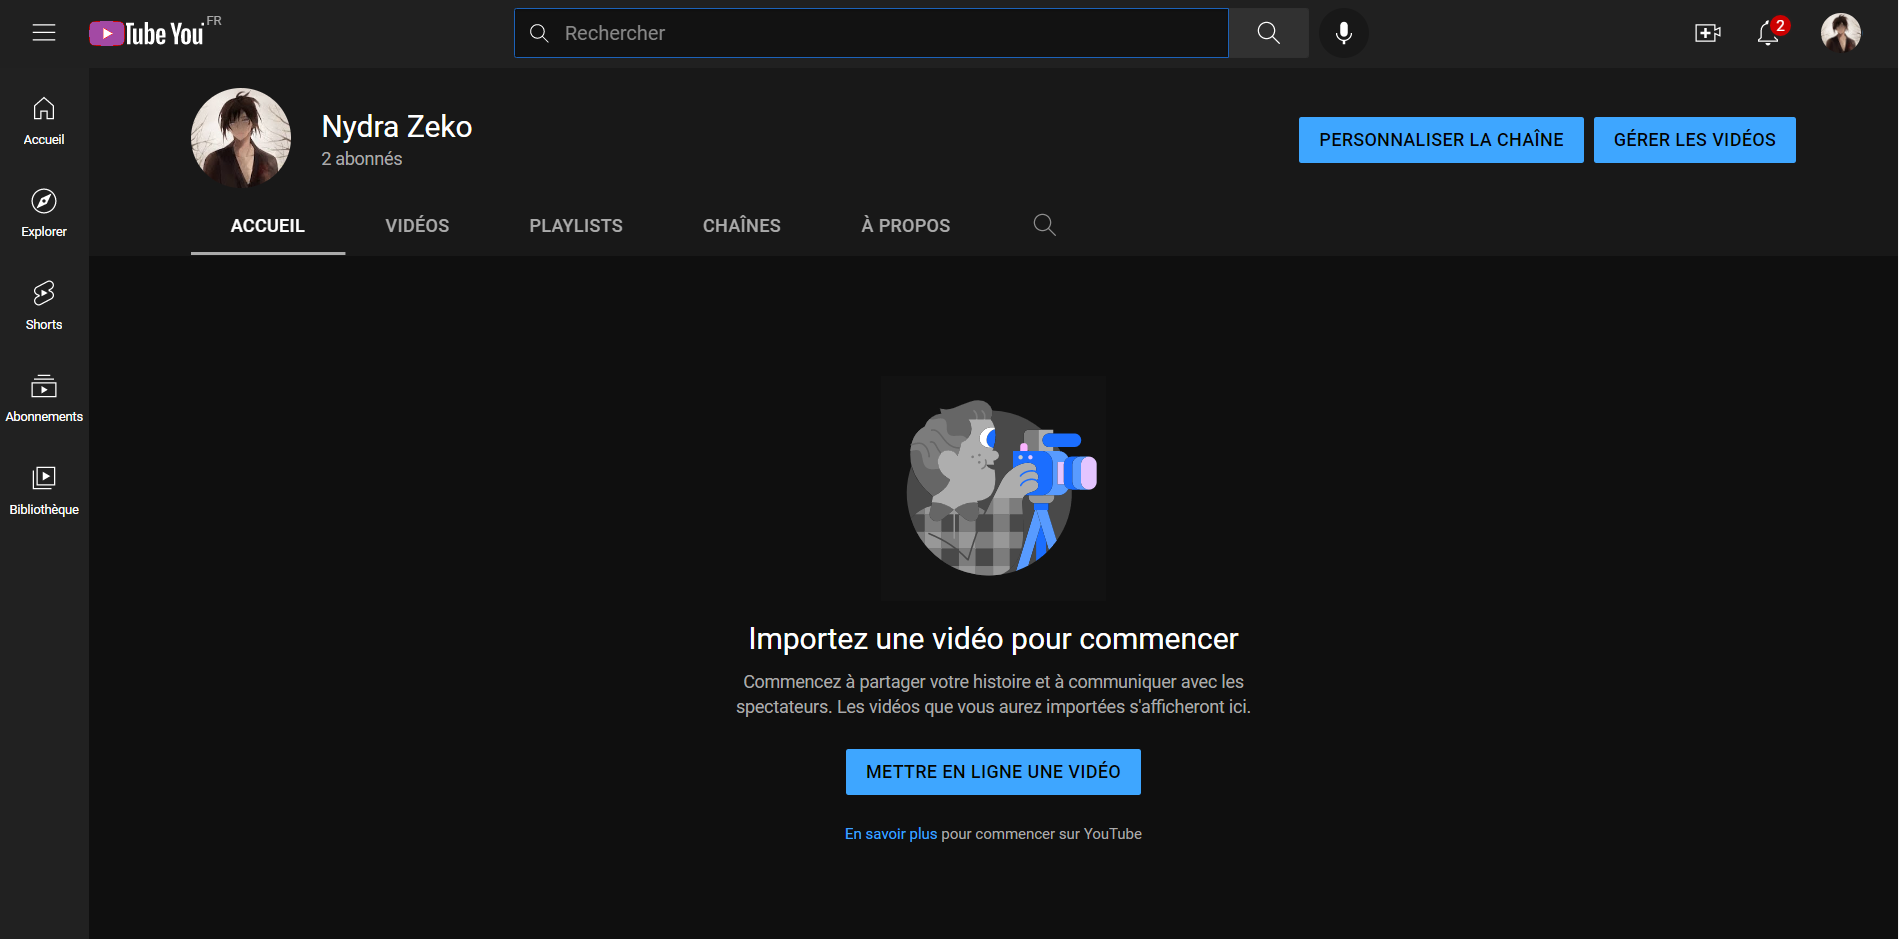 Tube You FR
Rechercher
2
Accueil
Explorer
Shorts
Abonnements
Bibliothèque
Nydra Zeko
2 abonnés
PERSONNALISER LA CHAÎNE
GÉRER LES VIDÉOS
ACCUEIL
VIDÉOS
PLAYLISTS
CHAÎNES
À PROPOS
Importez une vidéo pour commencer
Commencez à partager votre histoire et à communiquer avec les
spectateurs. Les vidéos que vous aurez importées s'afficheront ici.
METTRE EN LIGNE UNE VIDÉO
En savoir plus pour commencer sur YouTube